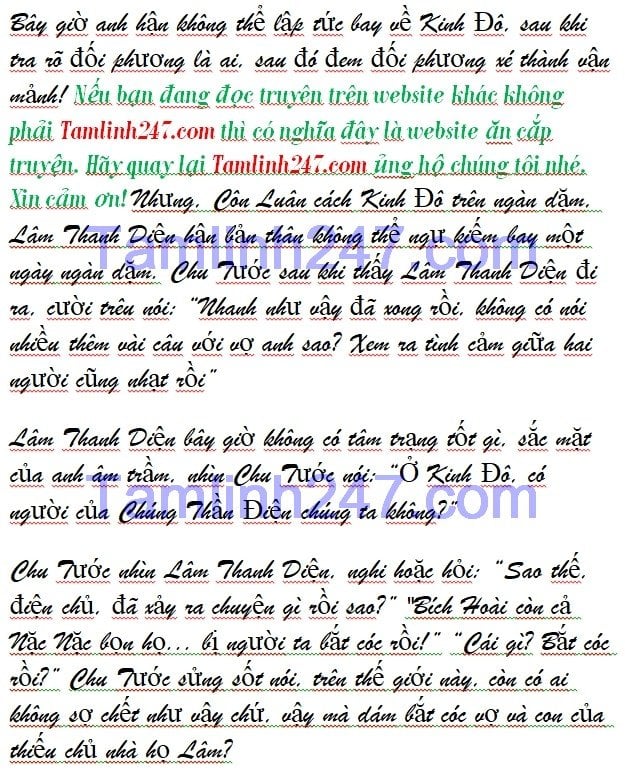 Bây giờ anh hận không thể lập tức bay về Kinh Đô, sau khi
tra rõ đối phương là ai, sau đó đem đối phương xé thành vạn
mảnh! Nếu bạn đang đọc truyện trên website khác không
phải Tamlinh247.com thì có nghĩa đây là website ăn cắp
truyện. Hãy quay lại Tamlinh247.com ủng hộ chúng tôi nhé.
Xin cảm ơn! Nhưng, Côn Luân cách Kinh Đô trên ngàn dặm,
Lâm Thanh Diện hận bản thân không thể ngự kiếm bay một
Tamlinh247.com
ngày ngàn dặm. Chu Tước sau khi thấy Lâm Thanh Diện đi
ra, cười trêu nói: "Nhanh như vậy đã xong rồi, không có nói
nhiều thêm vài câu với vợ anh sao? Xem ra tình cảm giữa hai
người cũng nhạt rồi"
Lâm Thanh Diện bây giờ không có tâm trạng tốt gì, sắc mặt
của anh âm trầm, nhìn Chu Tước nói: "Ở Kinh Đô, có
Tamlinh247.com
người của Chúng Thần Điện chúng ta không?"
Chu Tước nhìn Lâm Thanh Diện, nghi hoặc hỏi: "Sao thế,
điện chủ, đã xảy ra chuyện gì rồi sao?" "Bích Hoài còn cả
Nặc Nặc bọn họ... bị người ta bắt cóc rồi!" "Cái gì? Bắt cóc
rồi?" Chu Tước sửng sốt nói, trên thế giới này, còn có ai
không sợ chết như vậy chứ, vậy mà dám bắt cóc vợ và con của
thiếu chủ nhà họ Lâm?